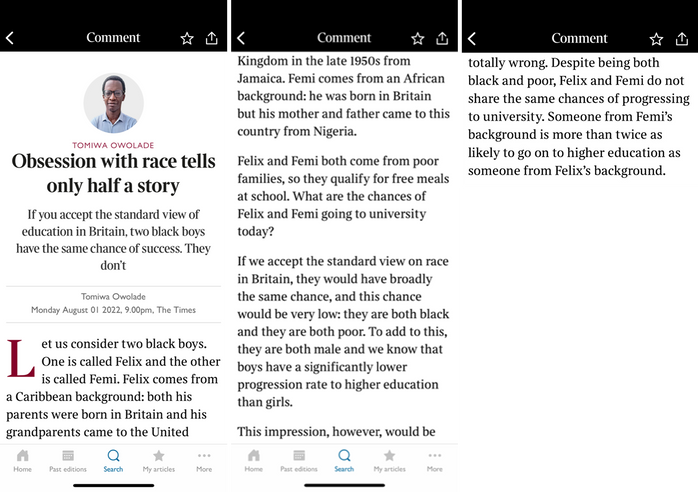 Comment
TOMIWA OWOLADE
Obsession with race tells
only half a story
If you accept the standard view of
education in Britain, two black boys
have the same chance of success. They
don't
Tomiwa Owolade
Monday August 01 2022, 9.00pm, The Times
Let us consider two black boys.
One is called Felix and the other
is called Femi. Felix comes from
a Caribbean background: both his
parents were born in Britain and his
grandparents came to the United
Home Past editions Search My articles More
Comment
Kingdom in the late 1950s from
Jamaica. Femi comes from an African
background: he was born in Britain
but his mother and father came to this
country from Nigeria.
Felix and Femi both come from poor
families, so they qualify for free meals
at school. What are the chances of
Felix and Femi going to university
today?
If we accept the standard view on race
in Britain, they would have broadly
the same chance, and this chance
would be very low: they are both black
and they are both poor. To add to this,
they are both male and we know that
boys have a significantly lower
progression rate to higher education
than girls.
This impression, however, would be
Home Past editions Search My articles More
Comment
totally wrong. Despite being both
black and poor, Felix and Femi do not
share the same chances of progressing
to university. Someone from Femi's
background is more than twice as
likely to go on to higher education as
someone from Felix's background.
Home Past editions Search My articles More